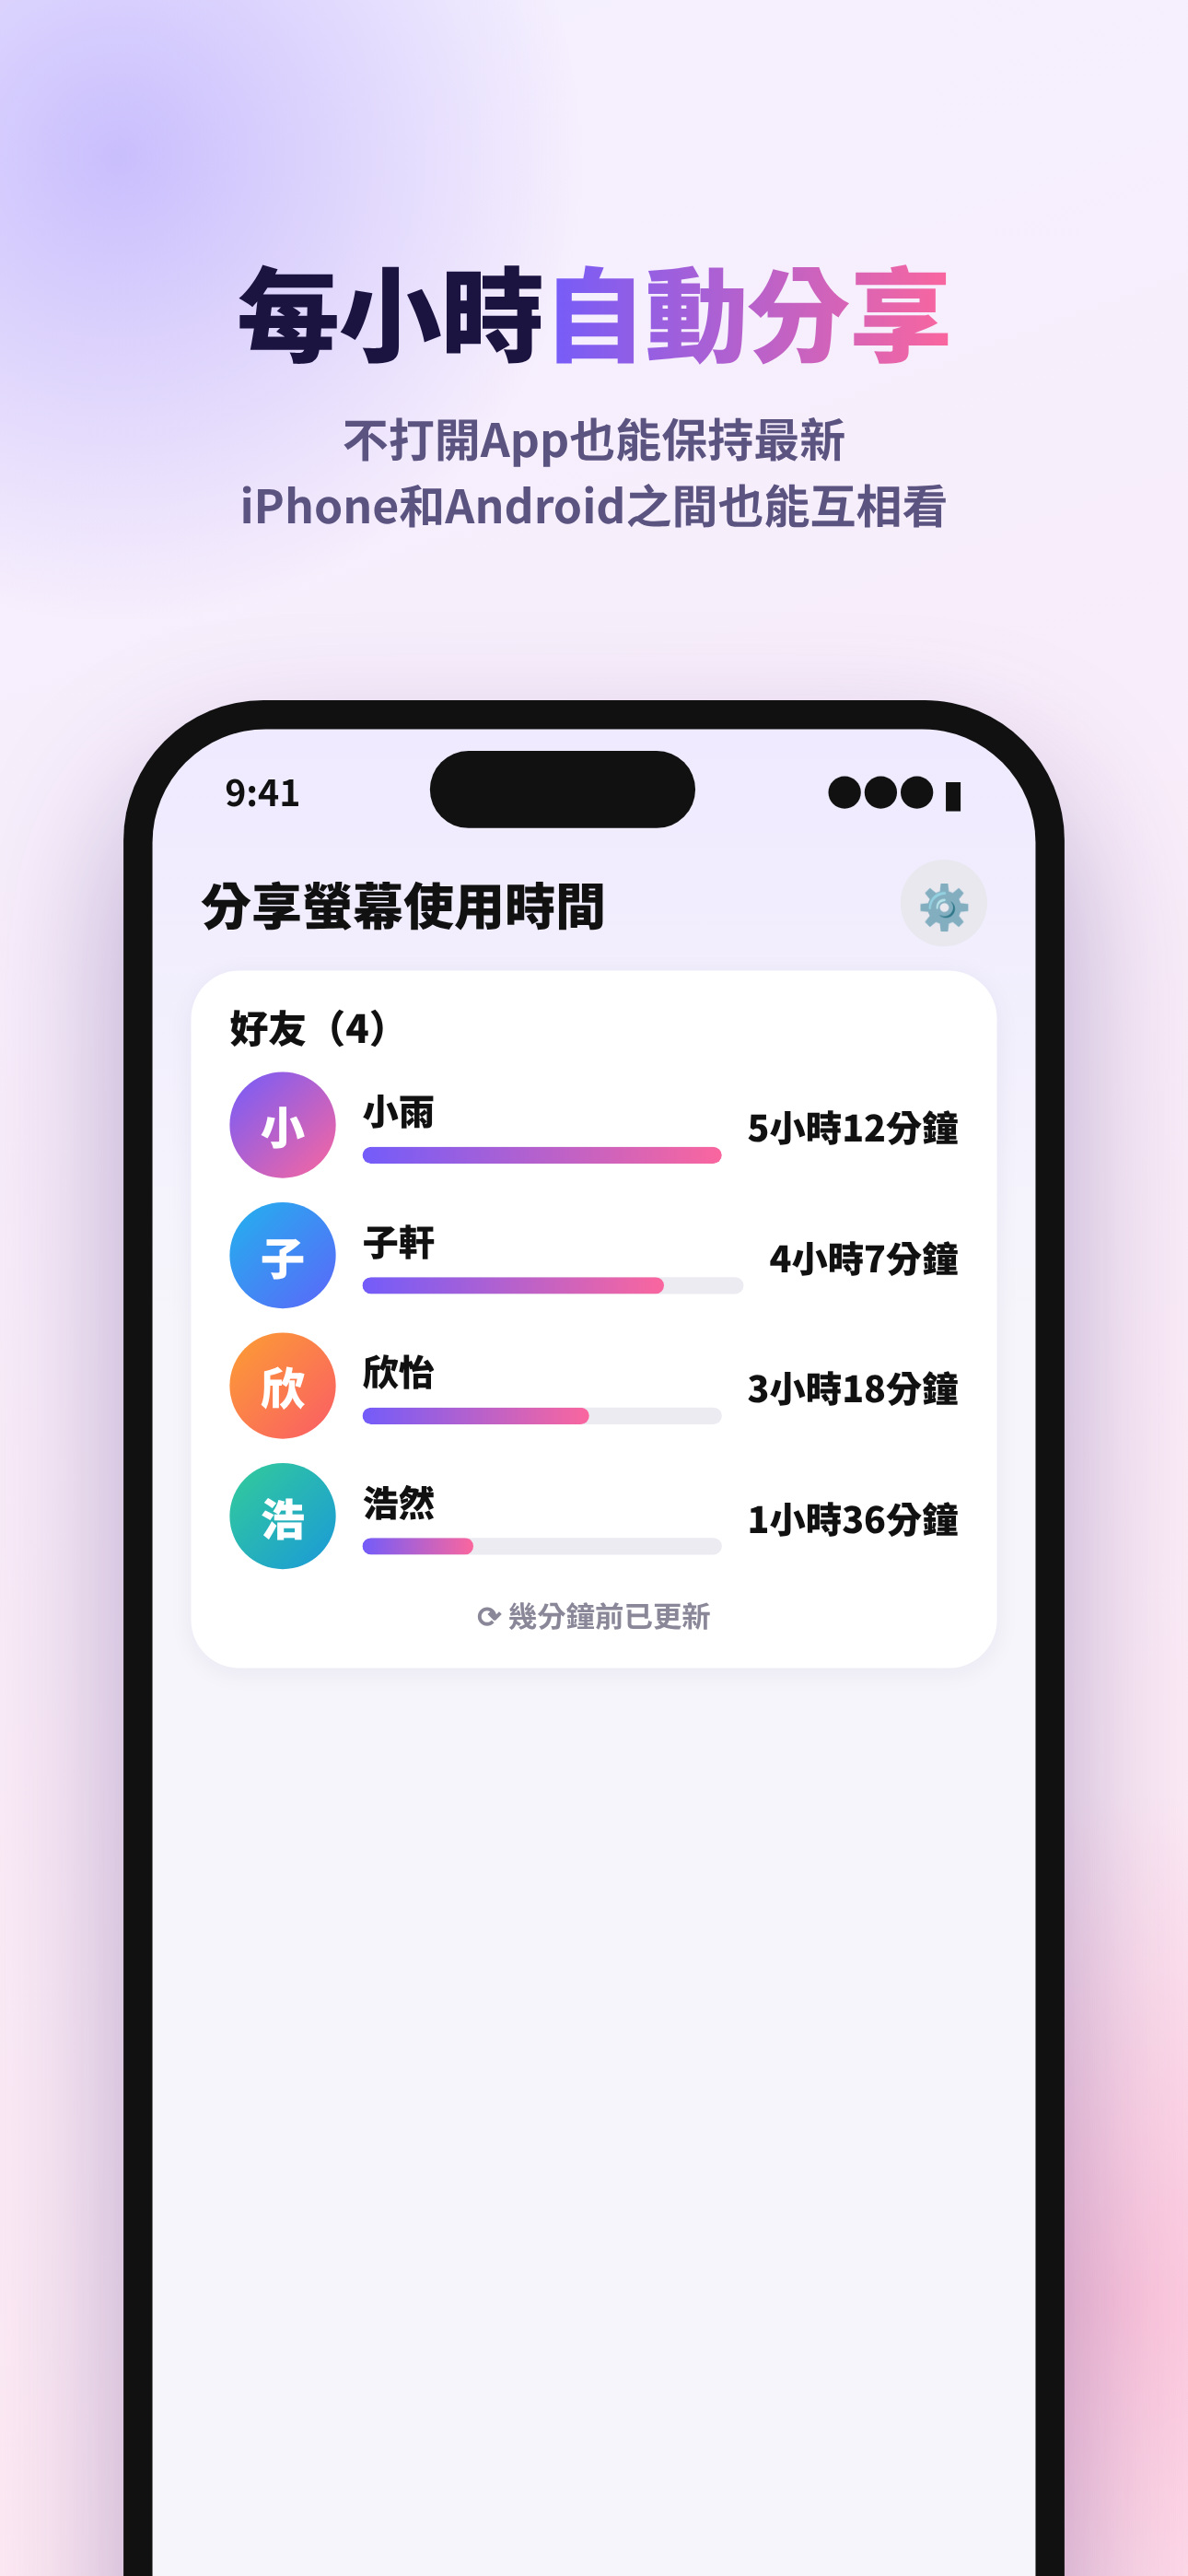 每小時自動分享
不打開App也能保持最新
iPhone和Android之間也能互相看
9:41
分享螢幕使用時間
好友（4）
小
小雨
5小時12分鐘
子
子軒
4小時7分鐘
欣
欣怡
3小時18分鐘
浩
浩然
1小時36分鐘
⟳ 幾分鐘前已更新